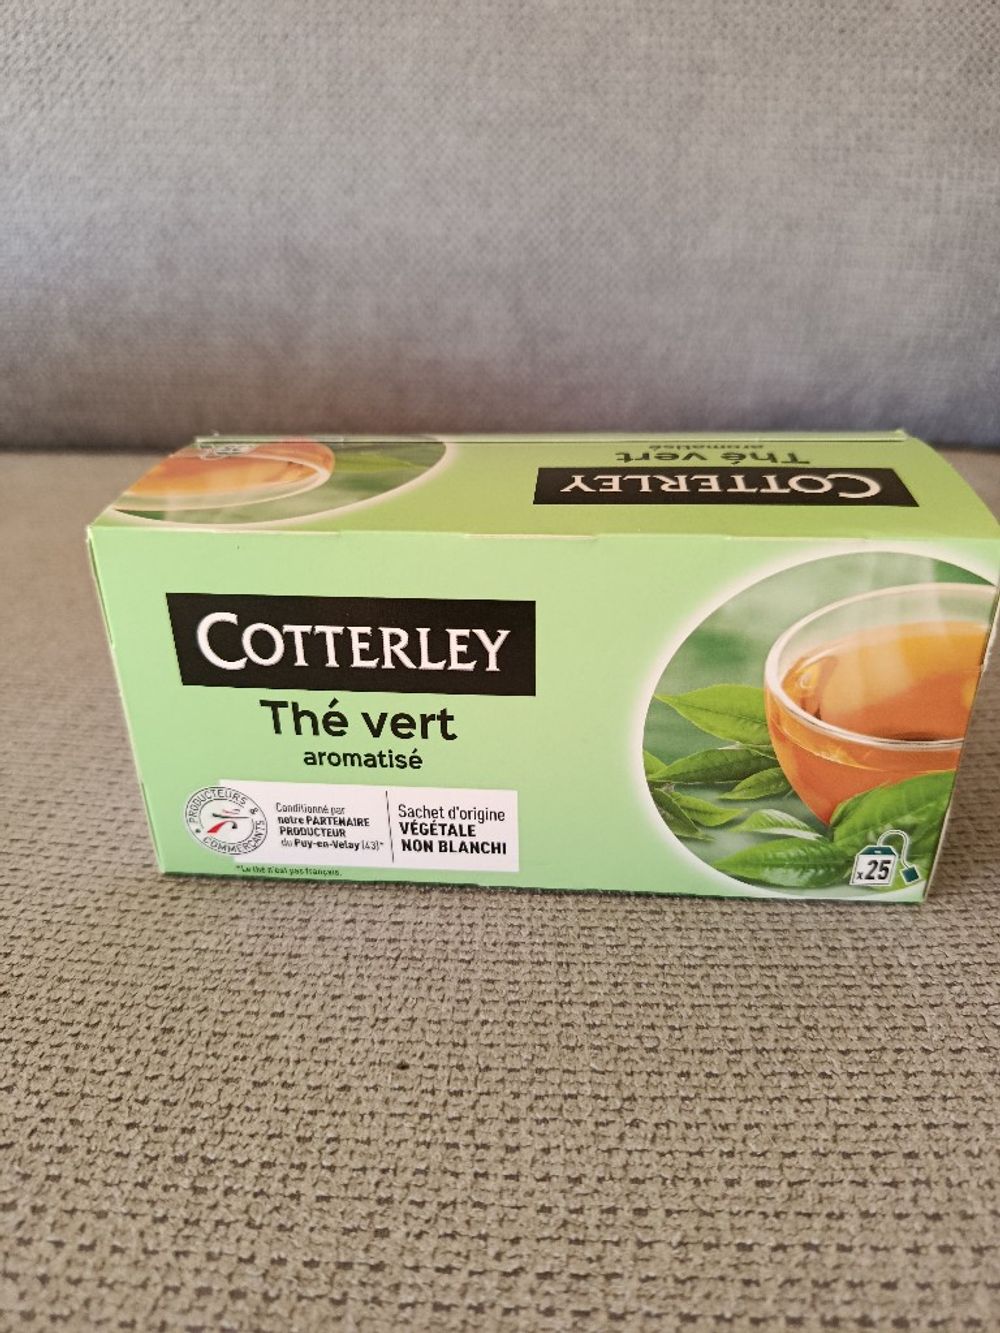 Thé vert
aromatisé
COTTERLEY
COTTERLEY
Thé vert
aromatisé
PRODUCTEURS & COMMERÇANTS
Conditionné par
notre PARTENAIRE
PRODUCTEUR
du Puy-en-Velay (43)*
Sachet d'origine
VÉGÉTALE
NON BLANCHI
*Le thé n'est pas français.
x25